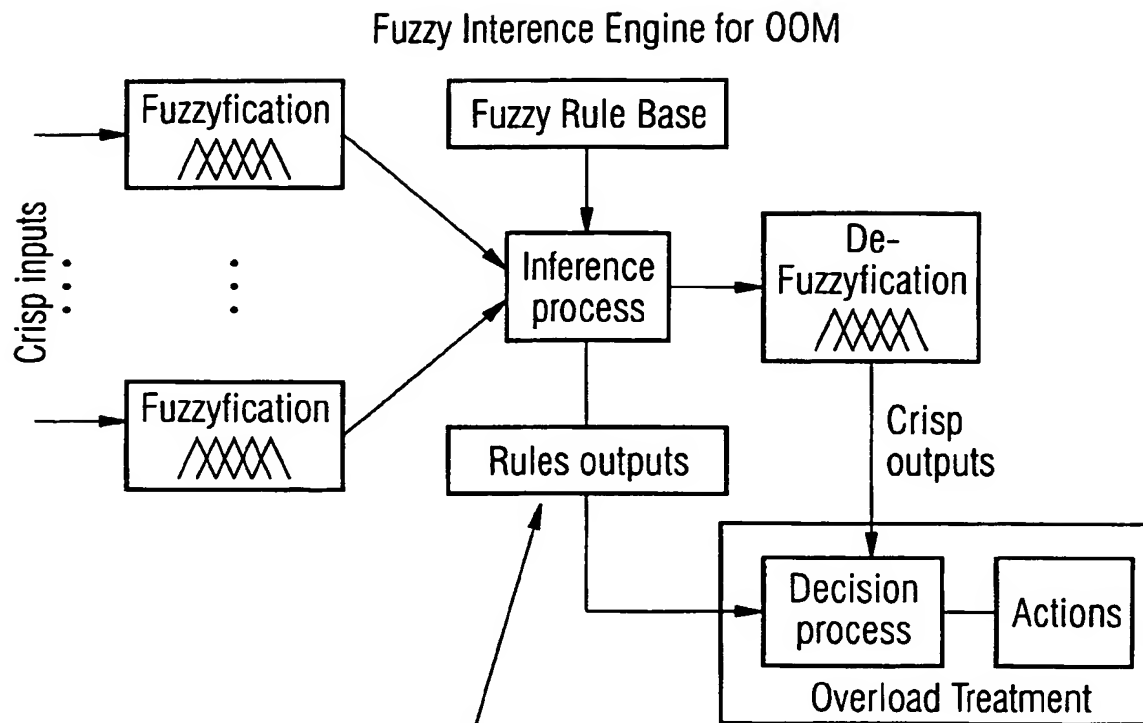 Fuzzy Interence Engine for OOM
Fuzzyfication
Fuzzy Rule Base
Crisp inputs
Inference
process
De-
Fuzzyfication
Fuzzyfication
Rules outputs
Crisp
outputs
Decision
process
Actions
Overload Treatment